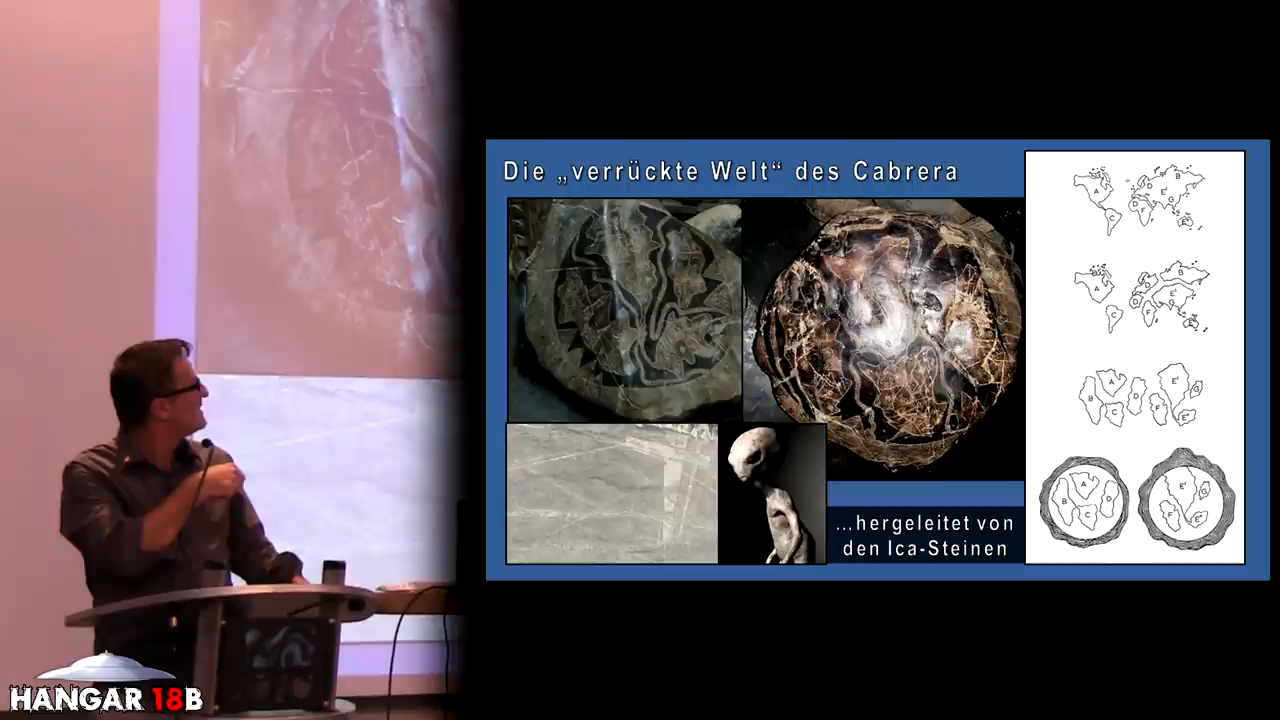 Die „verrückte Welt“ des Cabrera
...hergeleitet von
den Ica-Steinen
HANGAR 18B